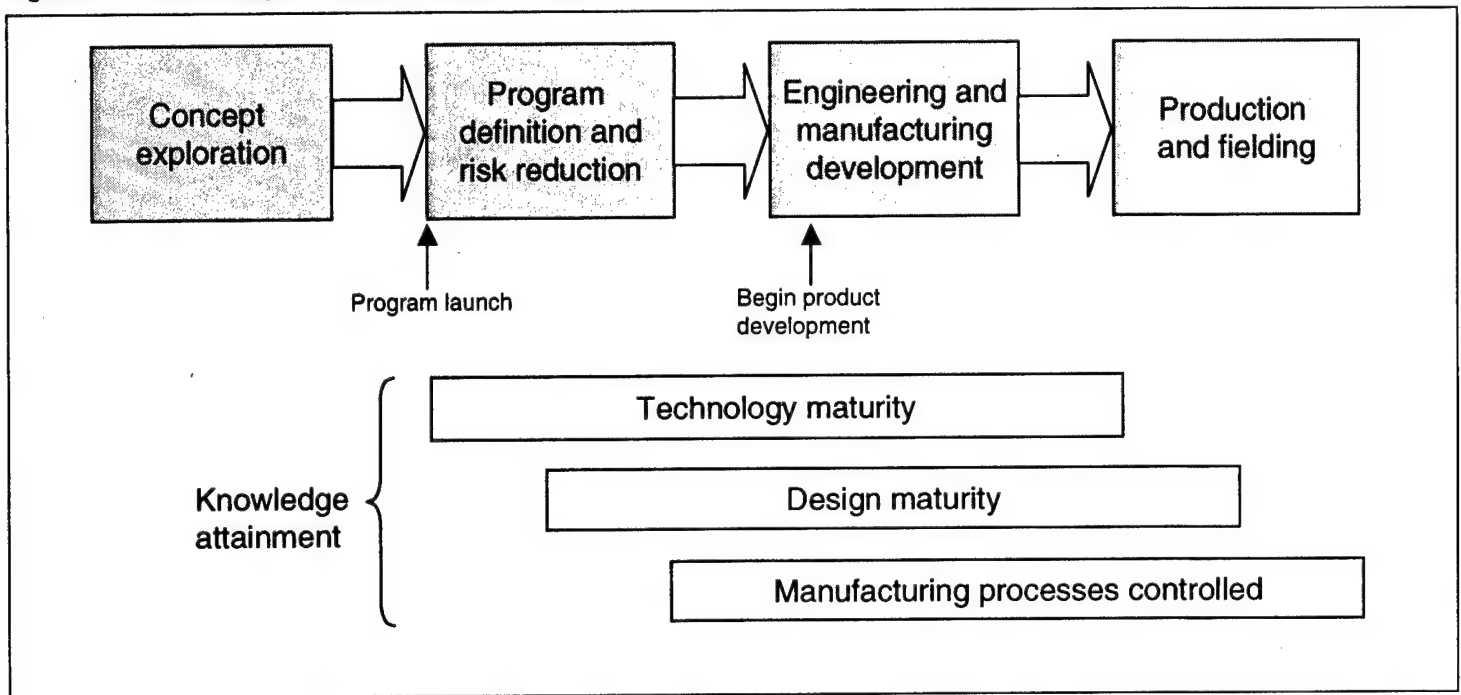 Concept
exploration
Program
definition and
risk reduction
Engineering and
manufacturing
development
Production
and fielding
Program launch
Begin product
development
Technology maturity
Knowledge
attainment
Design maturity
Manufacturing processes controlled